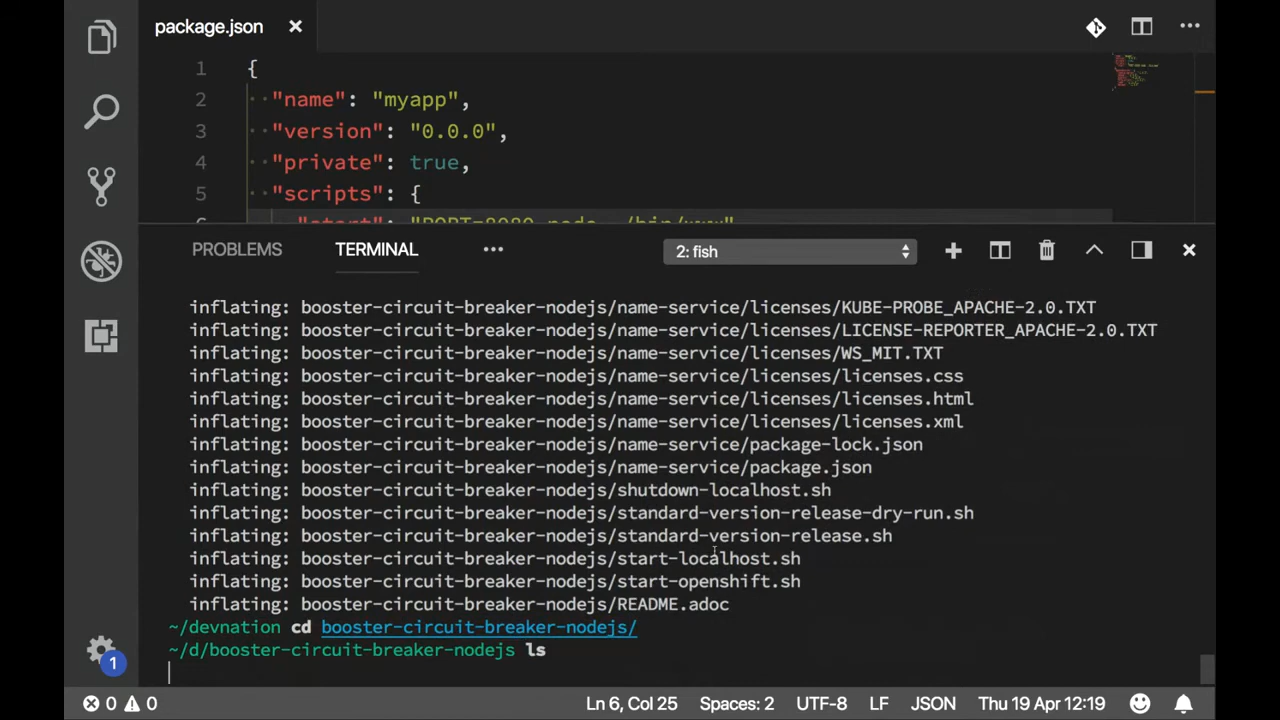 package.json
1 {
2 "name": "myapp",
3 "version": "0.0.0",
4 "private": true,
5 "scripts": {
6 "start": "PORT=8080 node ./bin/www"
PROBLEMS TERMINAL ••• 2: fish
inflating: booster-circuit-breaker-nodejs/name-service/licenses/KUBE-PROBE_APACHE-2.0.TXT
inflating: booster-circuit-breaker-nodejs/name-service/licenses/LICENSE-REPORTER_APACHE-2.0.TXT
inflating: booster-circuit-breaker-nodejs/name-service/licenses/WS_MIT.TXT
inflating: booster-circuit-breaker-nodejs/name-service/licenses/licenses.css
inflating: booster-circuit-breaker-nodejs/name-service/licenses/licenses.html
inflating: booster-circuit-breaker-nodejs/name-service/licenses/licenses.xml
inflating: booster-circuit-breaker-nodejs/name-service/package-lock.json
inflating: booster-circuit-breaker-nodejs/name-service/package.json
inflating: booster-circuit-breaker-nodejs/shutdown-localhost.sh
inflating: booster-circuit-breaker-nodejs/standard-version-release-dry-run.sh
inflating: booster-circuit-breaker-nodejs/standard-version-release.sh
inflating: booster-circuit-breaker-nodejs/start-localhost.sh
inflating: booster-circuit-breaker-nodejs/start-openshift.sh
inflating: booster-circuit-breaker-nodejs/README.adoc
~/devnation cd booster-circuit-breaker-nodejs/
~/d/booster-circuit-breaker-nodejs ls
1
0 0 Ln 6, Col 25 Spaces: 2 UTF-8 LF JSON Thu 19 Apr 12:19